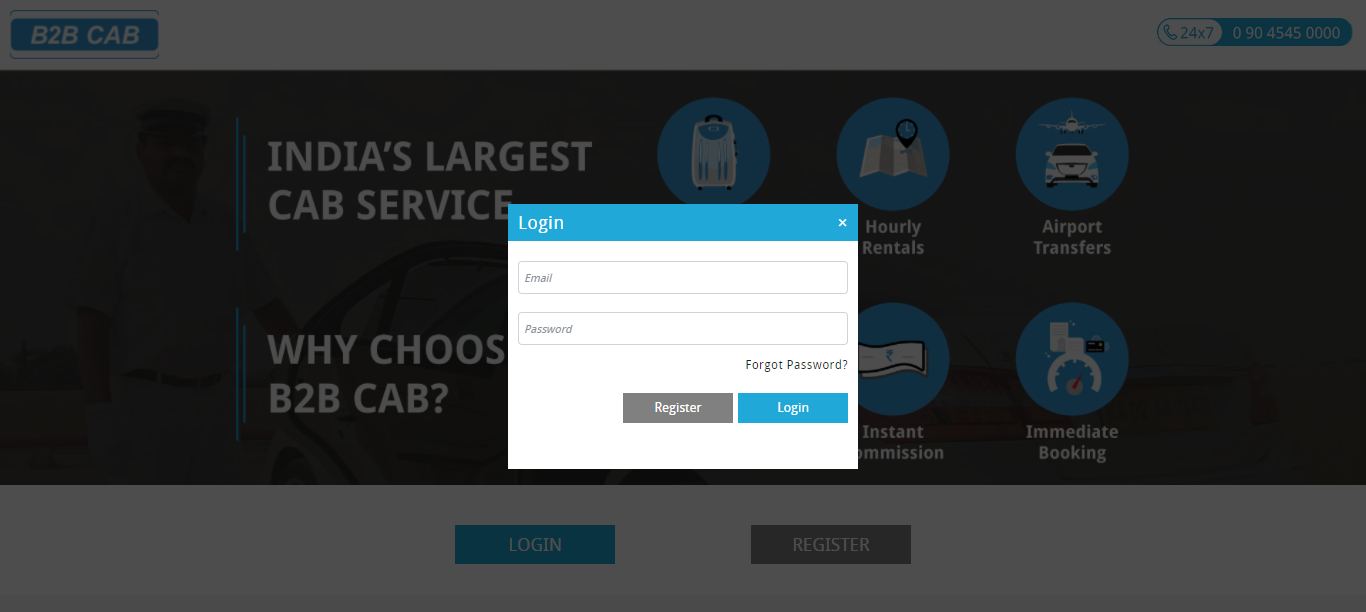 B2B CAB
24x7 0 90 4545 0000
INDIA'S LARGEST
CAB SERVICE
Hourly
Rentals
Airport
Transfers
Login ×
Email
Password
Forgot Password?
Register Login
WHY CHOOS
B2B CAB?
Instant
ommission
Immediate
Booking
LOGIN REGISTER